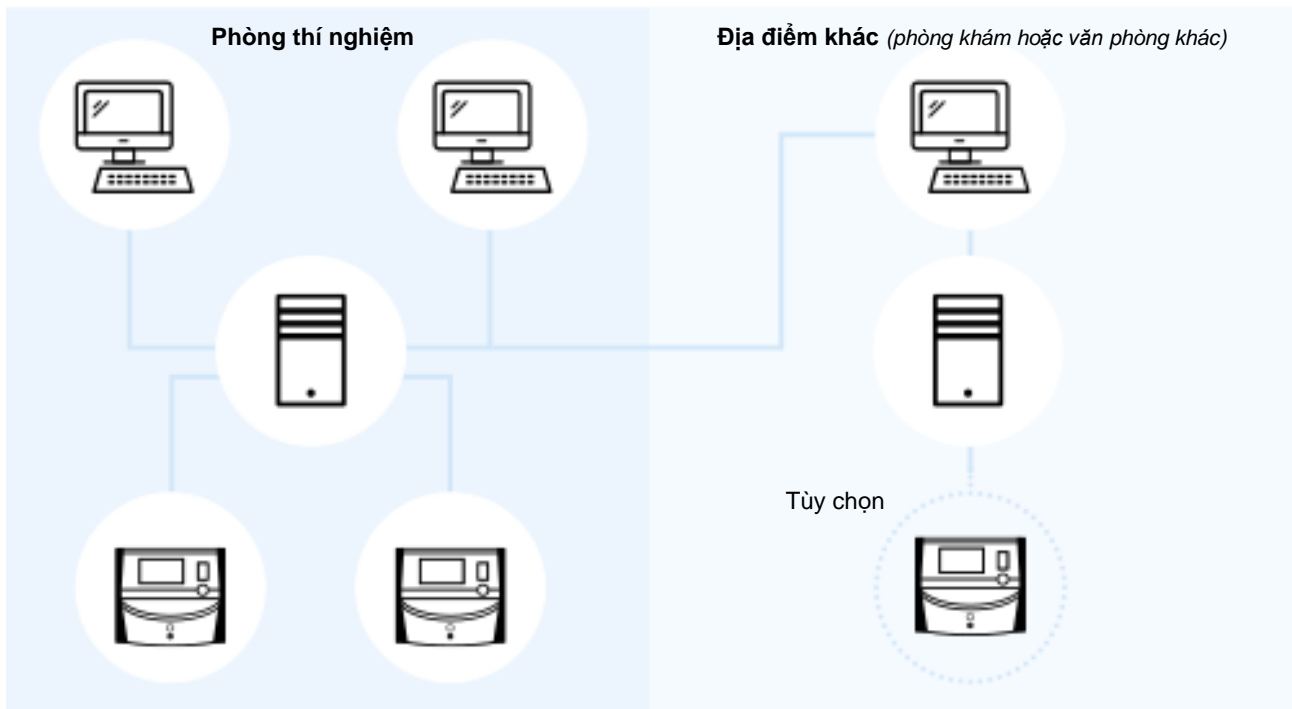 Phòng thí nghiệm
Địa điểm khác (phòng khám hoặc văn phòng khác)
Tùy chọn